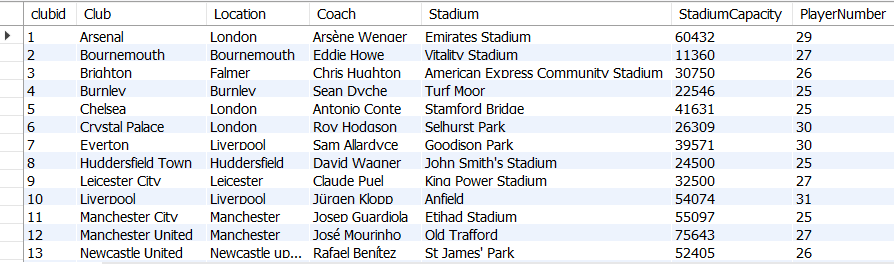 clubid Club Location Coach Stadium StadiumCapacity PlayerNumber
1 Arsenal London Arsène Wenger Emirates Stadium 60432 29
2 Bournemouth Bournemouth Eddie Howe Vitality Stadium 11360 27
3 Brighton Falmer Chris Hughton American Express Community Stadium 30750 26
4 Burnley Burnley Sean Dyche Turf Moor 22546 25
5 Chelsea London Antonio Conte Stamford Bridge 41631 25
6 Crystal Palace London Roy Hodgson Selhurst Park 26309 30
7 Everton Liverpool Sam Allardyce Goodison Park 39571 30
8 Huddersfield Town Huddersfield David Wagner John Smith's Stadium 24500 25
9 Leicester City Leicester Claude Puel King Power Stadium 32500 27
10 Liverpool Liverpool Jürgen Klopp Anfield 54074 31
11 Manchester City Manchester Josep Guardiola Etihad Stadium 55097 25
12 Manchester United Manchester José Mourinho Old Trafford 75643 27
13 Newcastle United Newcastle up... Rafael Benítez St James' Park 52405 26